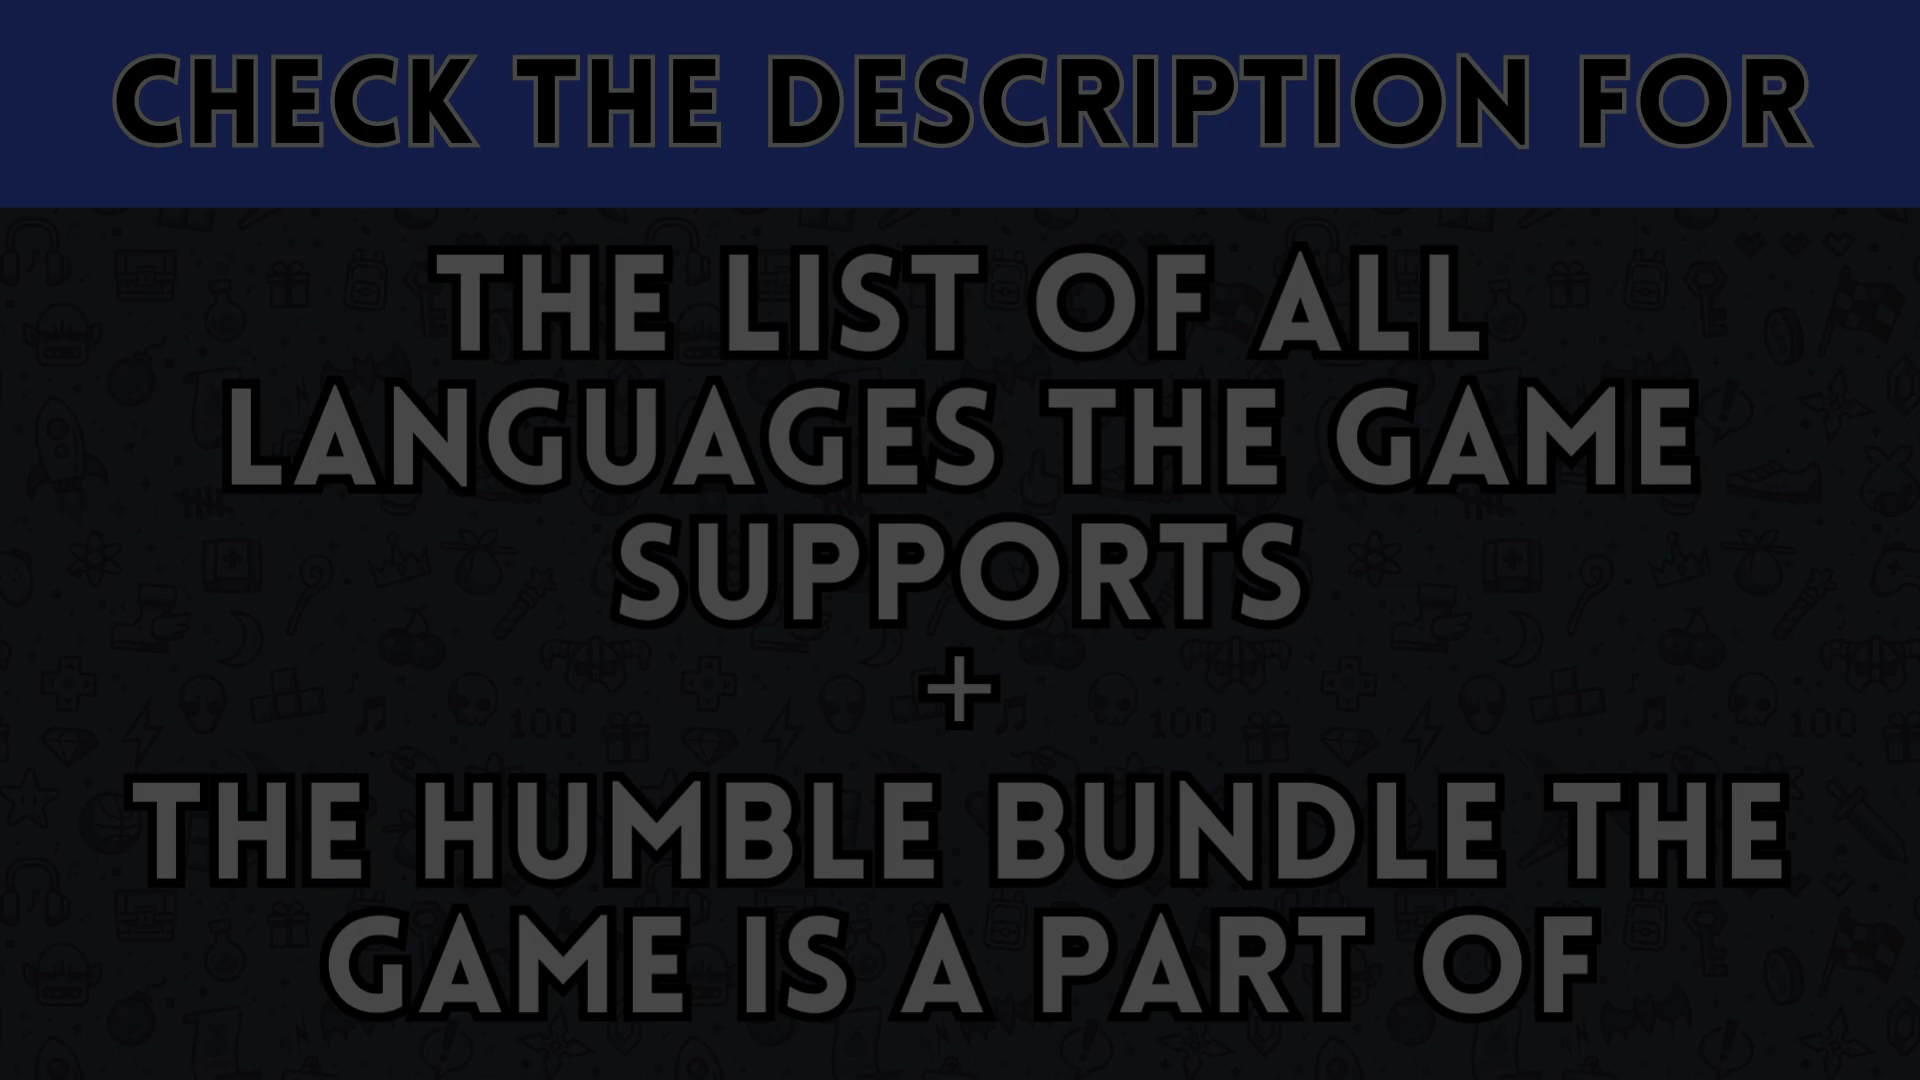 CHECK THE DESCRIPTION FOR
THE LIST OF ALL
LANGUAGES THE GAME
SUPPORTS
+
THE HUMBLE BUNDLE THE
GAME IS A PART OF